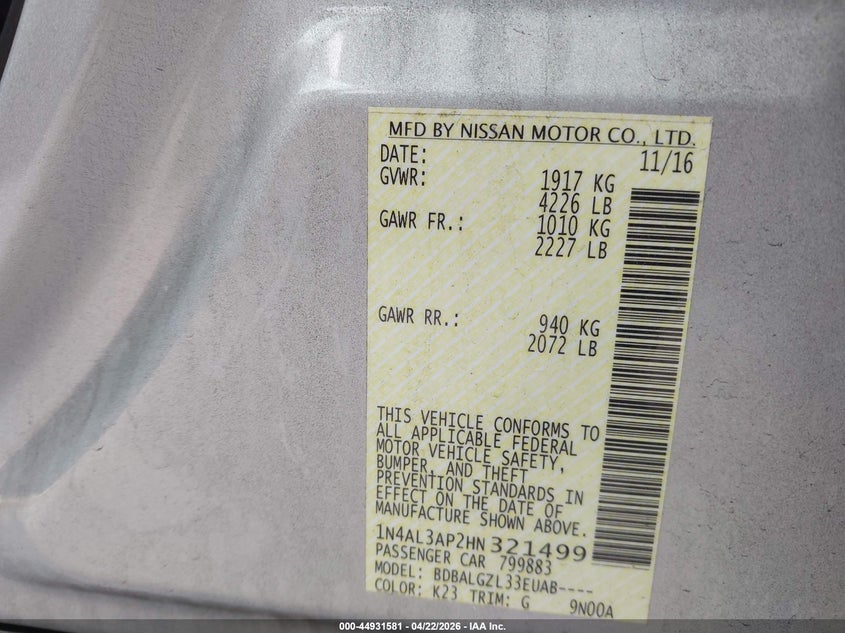 MFD BY NISSAN MOTOR CO., LTD.
DATE: 11/16
GVWR: 1917 KG
4226 LB
GAWR FR.: 1010 KG
2227 LB
GAWR RR.: 940 KG
2072 LB
THIS VEHICLE CONFORMS TO
ALL APPLICABLE FEDERAL
MOTOR VEHICLE SAFETY,
BUMPER, AND THEFT
PREVENTION STANDARDS IN
EFFECT ON THE DATE OF
MANUFACTURE SHOWN ABOVE.
1N4AL3AP2HN321499
PASSENGER CAR 799883
MODEL: BDBALGZL33EUAB----
COLOR: K23 TRIM: G 9N00A
000-44931581 - 04/22/2026 - IAA Inc.